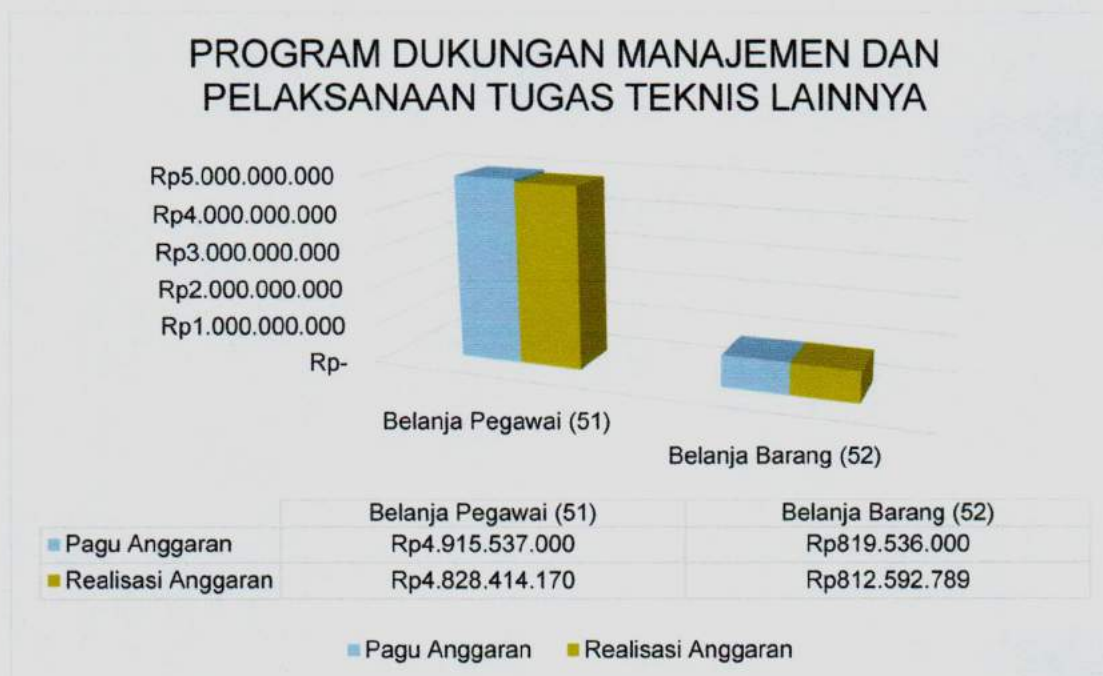 PROGRAM DUKUNGAN MANAJEMEN DAN
PELAKSANAAN TUGAS TEKNIS LAINNYA
Rp5.000.000.000
Rp4.000.000.000
Rp3.000.000.000
Rp2.000.000.000
Rp1.000.000.000
Rp-
Belanja Pegawai (51)
Belanja Barang (52)
Belanja Pegawai (51) Belanja Barang (52)
Pagu Anggaran Rp4.915.537.000 Rp819.536.000
Realisasi Anggaran Rp4.828.414.170 Rp812.592.789
Pagu Anggaran Realisasi Anggaran